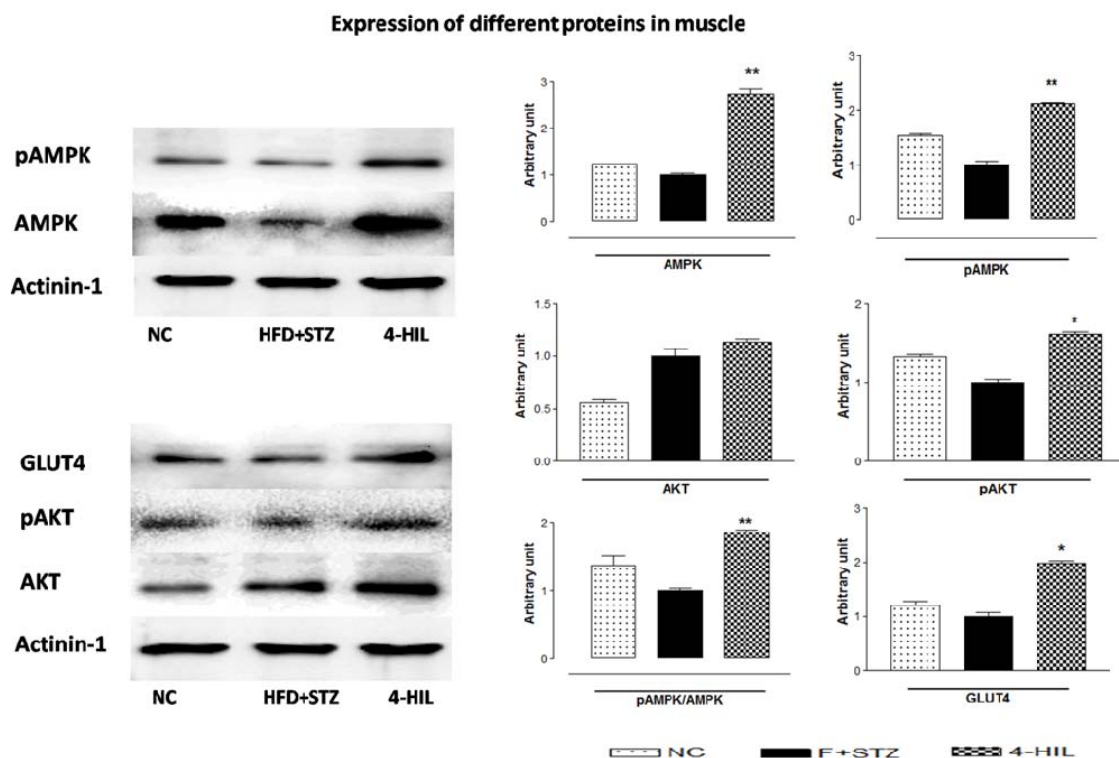 Expression of different proteins in muscle
pAMPK
AMPK
Actinin-1
NC HFD+STZ 4-HIL
GLUT4
pAKT
AKT
Actinin-1
NC HFD+STZ 4-HIL
Arbitrary unit
3
2
1
0
**
AMPK
Arbitrary unit
3
2
1
0
**
pAMPK
Arbitrary unit
1.5
1.0
0.5
0.0
AKT
Arbitrary unit
2
1
0
*
pAKT
Arbitrary unit
2
1
0
**
pAMPK/AMPK
Arbitrary unit
3
2
1
0
*
GLUT4
NC F+STZ 4-HIL